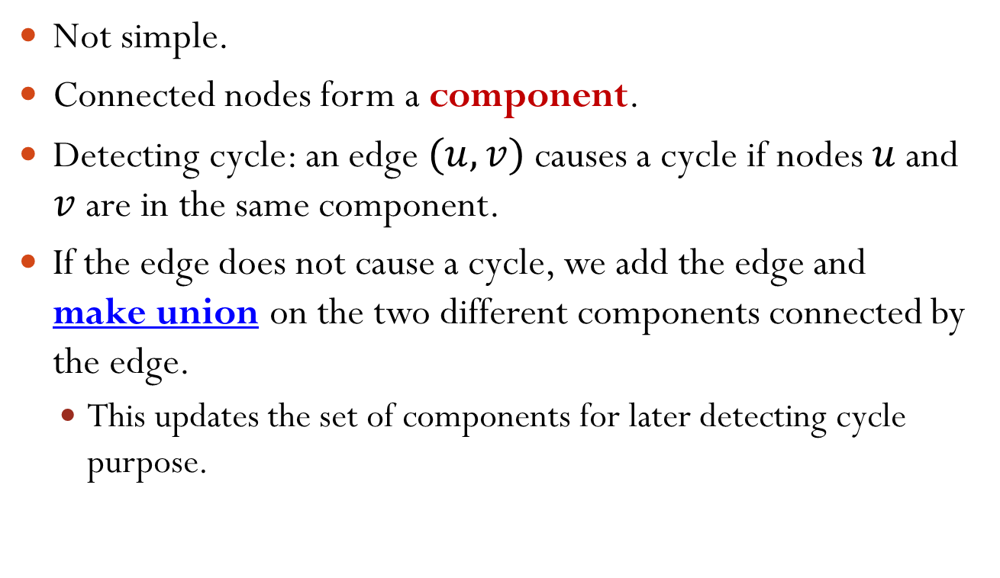 • Not simple.
• Connected nodes form a component.
• Detecting cycle: an edge (u, v) causes a cycle if nodes u and
v are in the same component.
• If the edge does not cause a cycle, we add the edge and
make union on the two different components connected by
the edge.
• This updates the set of components for later detecting cycle
purpose.